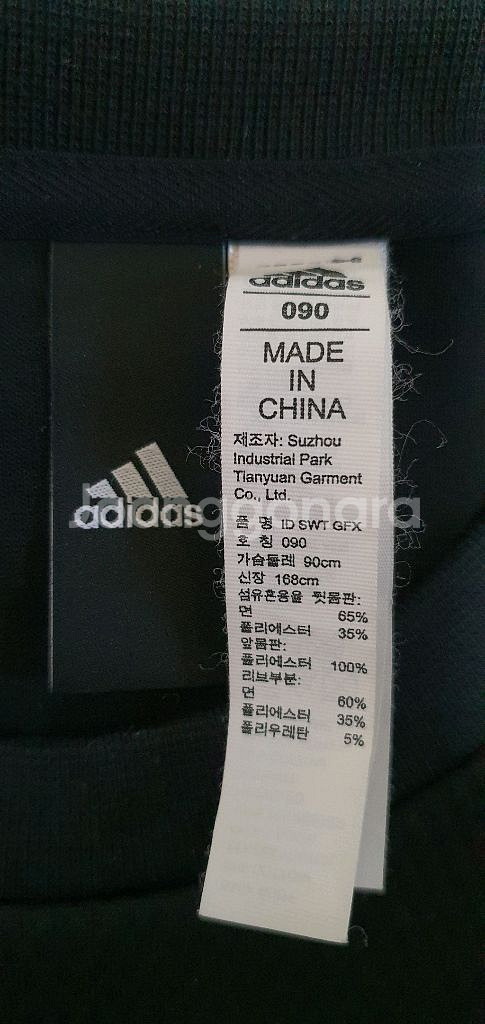 adidas
090
MADE
IN
CHINA
제조자: Suzhou
Industrial Park
Tianyuan Garment
Co., Ltd.
품 명 ID SWT GFX
호 칭 090
가슴둘레 90cm
신장 168cm
섬유혼용율 뒷몸판:
면 65%
폴리에스터 35%
앞몸판:
폴리에스터 100%
리브부분:
면 60%
폴리에스터 35%
폴리우레탄 5%
adidas